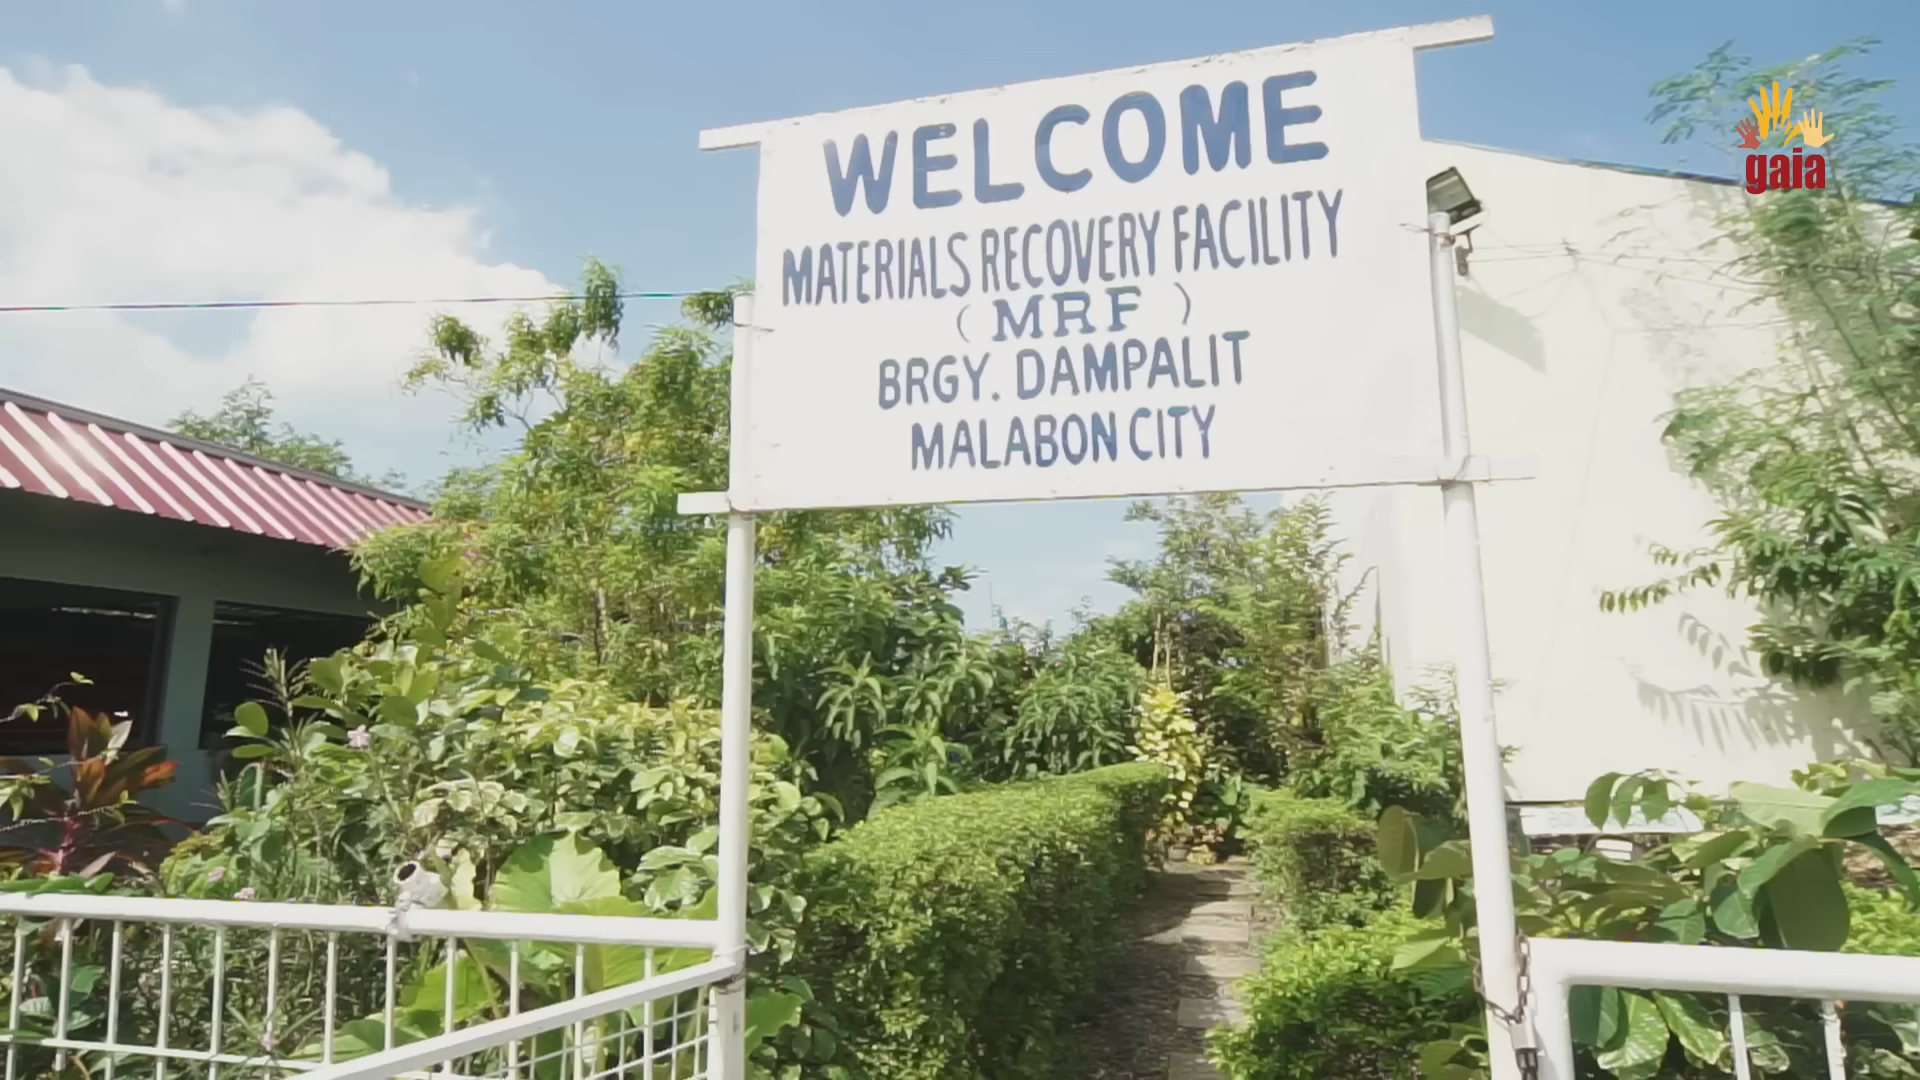 WELCOME
MATERIALS RECOVERY FACILITY
( MRF )
BRGY. DAMPALIT
MALABON CITY
gaia